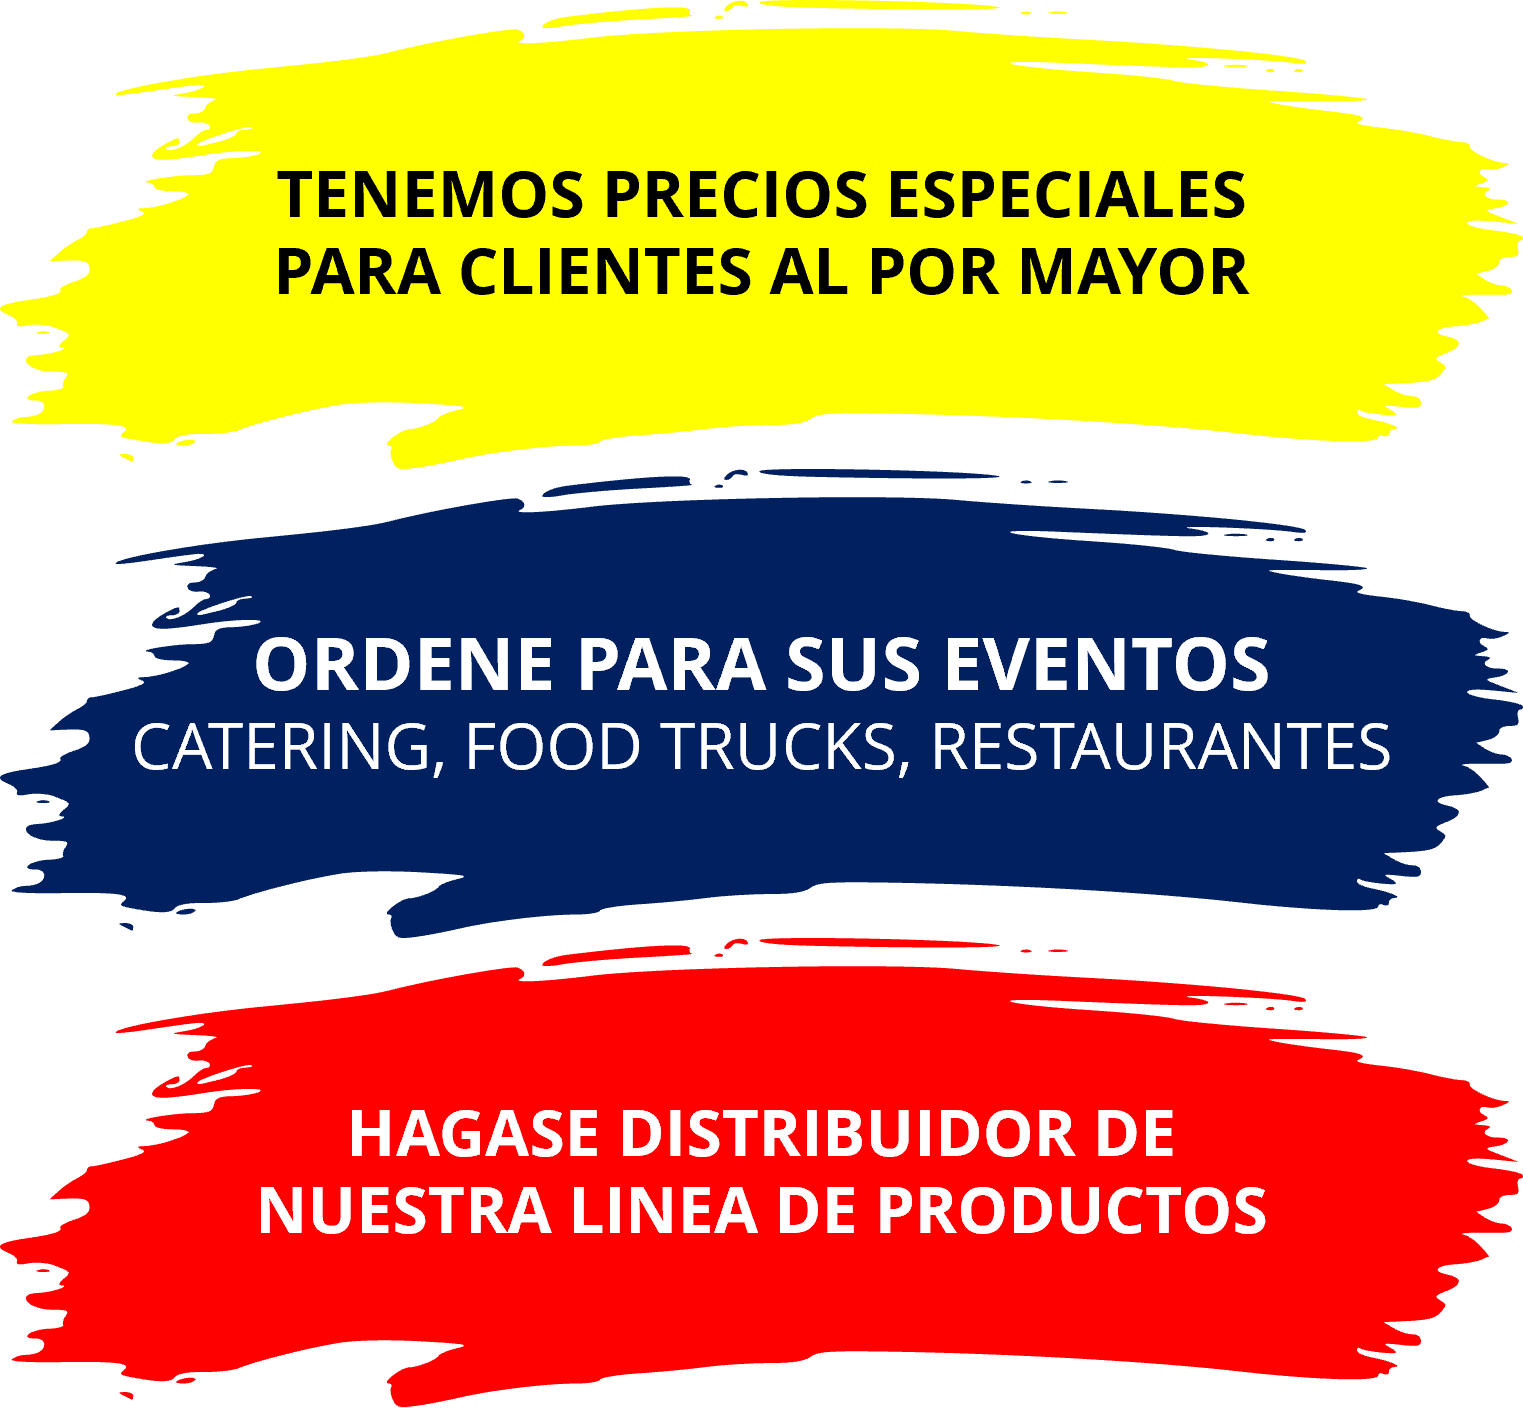 TENEMOS PRECIOS ESPECIALES
PARA CLIENTES AL POR MAYOR
ORDENE PARA SUS EVENTOS
CATERING, FOOD TRUCKS, RESTAURANTES
HAGASE DISTRIBUIDOR DE
NUESTRA LINEA DE PRODUCTOS